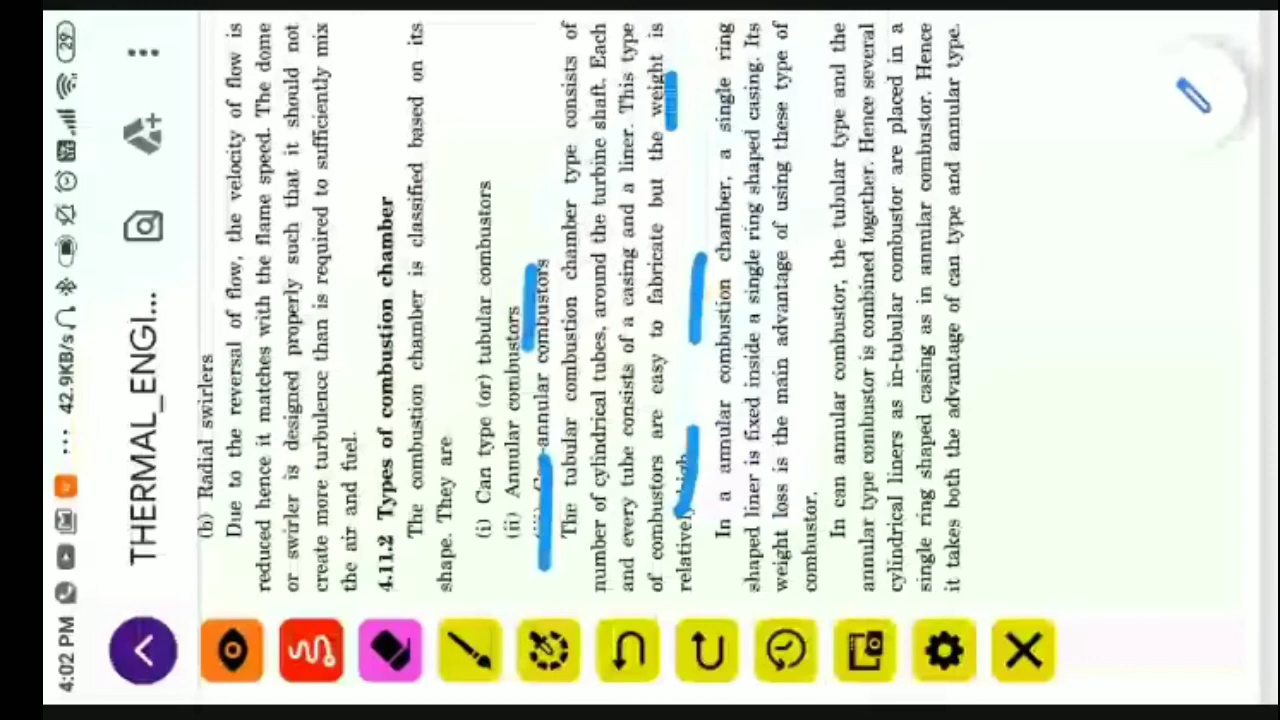 4:02 PM ... 42.9KB/s 29
THERMAL_ENGI...
(b) Radial swirlers
Due to the reversal of flow, the velocity of flow is
reduced hence it matches with the flame speed. The dome
or swirler is designed properly such that it should not
create more turbulence than is required to sufficiently mix
the air and fuel.
4.11.2 Types of combustion chamber
The combustion chamber is classified based on its
shape. They are
(i) Can type (or) tubular combustors
(ii) Annular combustors
annular combustors
The tubular combustion chamber type consists of
number of cylindrical tubes, around the turbine shaft. Each
and every tube consists of a casing and a liner. This type
of combustors are easy to fabricate but the weight is
relatively high
In a annular combustion chamber, a single ring
shaped liner is fixed inside a single ring shaped casing. Its
weight loss is the main advantage of using these type of
combustor.
In can annular combustor, the tubular type and the
annular type combustor is combined together. Hence several
cylindrical liners as in-tubular combustor are placed in a
single ring shaped casing as in annular combustor. Hence
it takes both the advantage of can type and annular type.